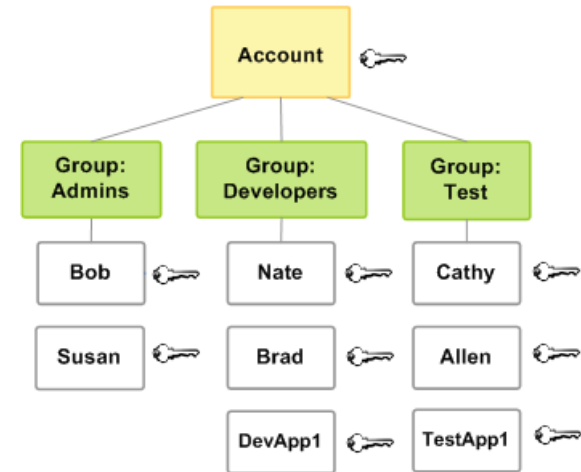 Account
Group:
Admins
Group:
Developers
Group:
Test
Bob
Nate
Cathy
Susan
Brad
Allen
DevApp1
TestApp1